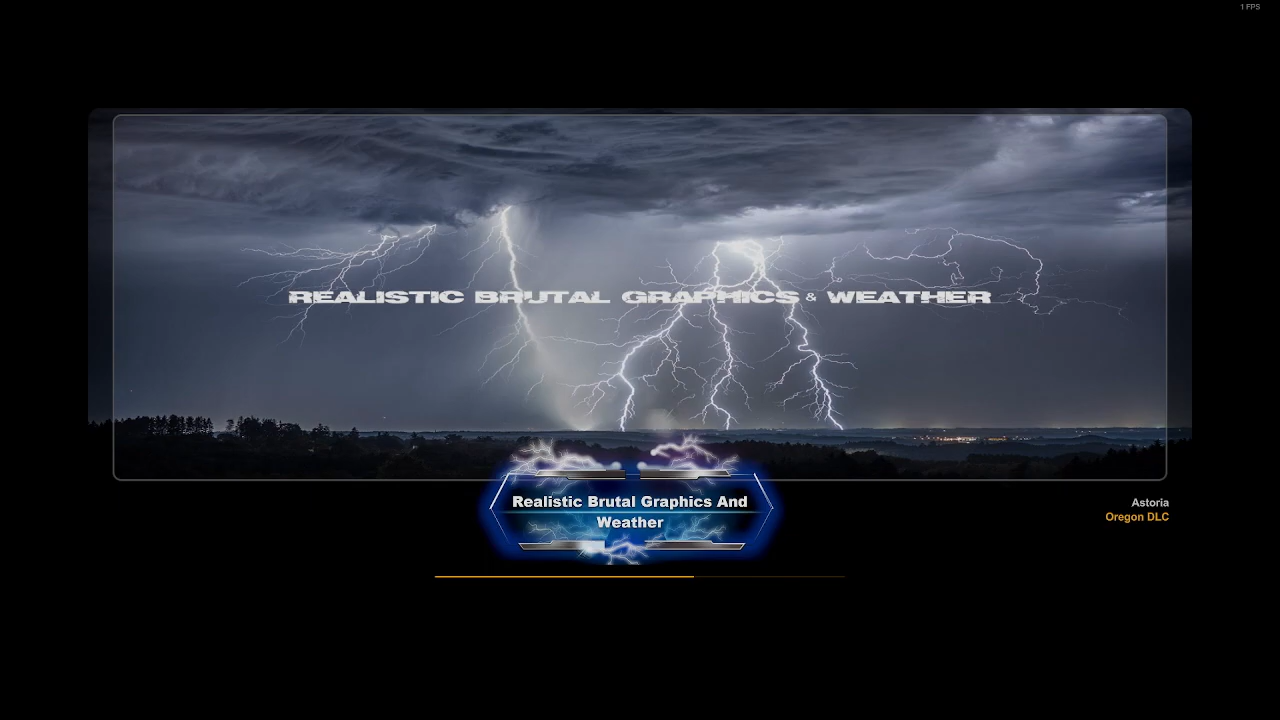 1 FPS
REALISTIC BRUTAL GRAPHICS & WEATHER
Realistic Brutal Graphics And
Weather
Astoria
Oregon DLC